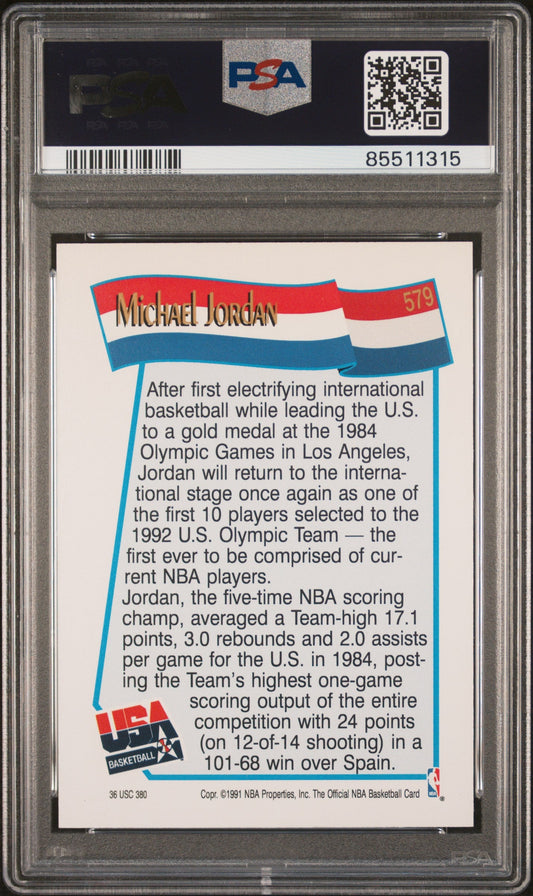 PSA
PSA
85511315
Michael Jordan
579
After first electrifying international
basketball while leading the U.S.
to a gold medal at the 1984
Olympic Games in Los Angeles,
Jordan will return to the interna-
tional stage once again as one of
the first 10 players selected to the
1992 U.S. Olympic Team — the
first ever to be comprised of cur-
rent NBA players.
Jordan, the five-time NBA scoring
champ, averaged a Team-high 17.1
points, 3.0 rebounds and 2.0 assists
per game for the U.S. in 1984, post-
ing the Team's highest one-game
scoring output of the entire
competition with 24 points
(on 12-of-14 shooting) in a
101-68 win over Spain.
USA
BASKETBALL
36 USC 380
Copr. ©1991 NBA Properties, Inc. The Official NBA Basketball Card
®
PSA